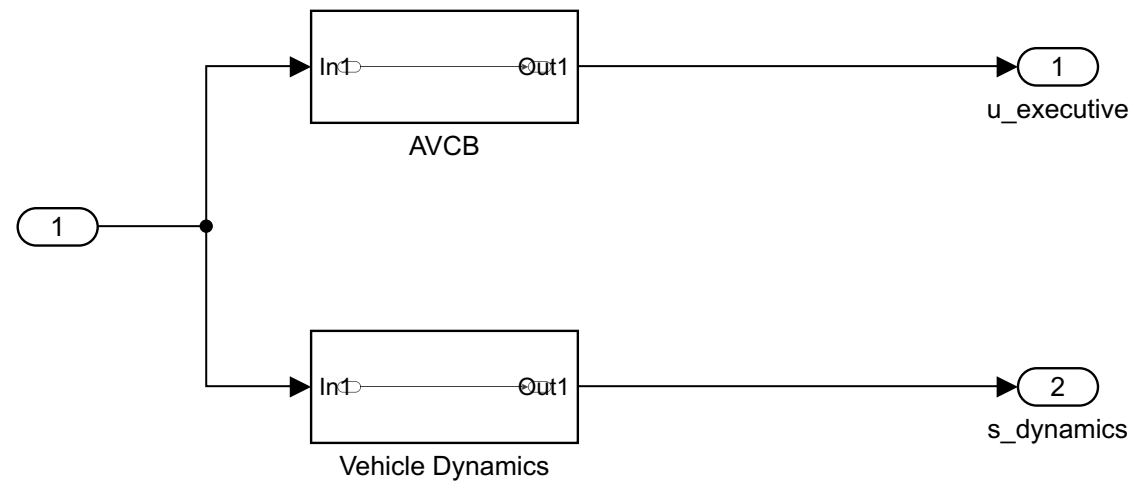 In1 Out1
AVCB
1
u_executive
1
In1 Out1
Vehicle Dynamics
2
s_dynamics